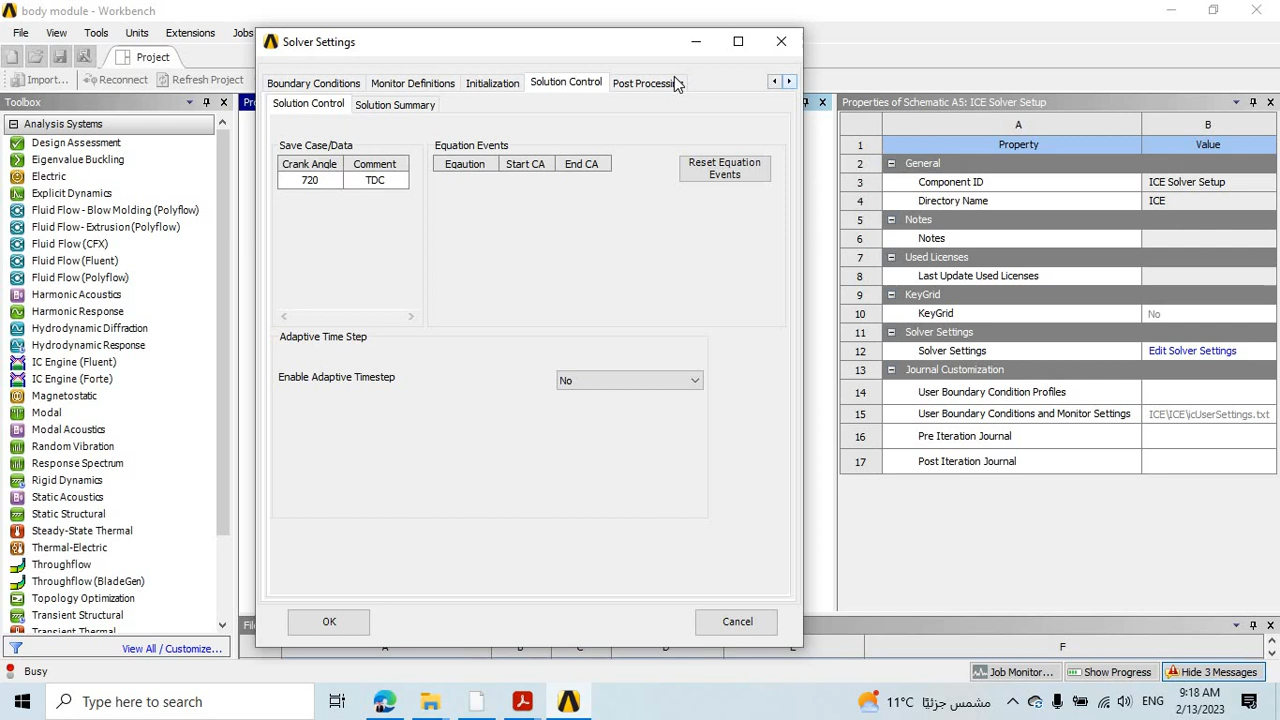 body module - Workbench
File View Tools Units Extensions Jobs
Project
Import... Reconnect Refresh Project
Toolbox
Analysis Systems
Design Assessment
Eigenvalue Buckling
Electric
Explicit Dynamics
Fluid Flow - Blow Molding (Polyflow)
Fluid Flow- Extrusion (Polyflow)
Fluid Flow (CFX)
Fluid Flow (Fluent)
Fluid Flow (Polyflow)
Harmonic Acoustics
Harmonic Response
Hydrodynamic Diffraction
Hydrodynamic Response
IC Engine (Fluent)
IC Engine (Forte)
Magnetostatic
Modal
Modal Acoustics
Random Vibration
Response Spectrum
Rigid Dynamics
Static Acoustics
Static Structural
Steady-State Thermal
Thermal-Electric
Throughflow
Throughflow (BladeGen)
Topology Optimization
Transient Structural
Transient Thermal
View All / Customize...
Busy
Solver Settings
Boundary Conditions Monitor Definitions Initialization Solution Control Post Processing
Solution Control Solution Summary
Save Case/Data
Crank Angle Comment
720 TDC
Equation Events
Eqaution Start CA End CA
Reset Equation
Events
Adaptive Time Step
Enable Adaptive Timestep No
OK Cancel
Properties of Schematic A5: ICE Solver Setup
A B
1 Property Value
2 General
3 Component ID ICE Solver Setup
4 Directory Name ICE
5 Notes
6 Notes
7 Used Licenses
8 Last Update Used Licenses
9 KeyGrid
10 KeyGrid No
11 Solver Settings
12 Solver Settings Edit Solver Settings
13 Journal Customization
14 User Boundary Condition Profiles
15 User Boundary Conditions and Monitor Settings ICE\ICE\icUserSettings.txt
16 Pre Iteration Journal
17 Post Iteration Journal
A B C D E F
Job Monitor... Show Progress Hide 3 Messages
Type here to search
11°C مشمس جزئيًا
ENG
9:18 AM
2/13/2023